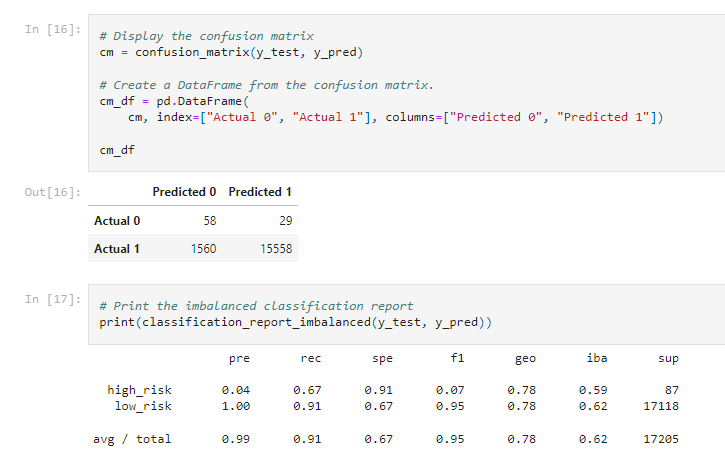 In [16]:
# Display the confusion matrix
cm = confusion_matrix(y_test, y_pred)
# Create a DataFrame from the confusion matrix.
cm_df = pd.DataFrame(
    cm, index=["Actual 0", "Actual 1"], columns=["Predicted 0", "Predicted 1"])
cm_df
Out[16]:
Predicted 0 Predicted 1
Actual 0 58 29
Actual 1 1560 15558
In [17]:
# Print the imbalanced classification report
print(classification_report_imbalanced(y_test, y_pred))
pre rec spe f1 geo iba sup
high_risk 0.04 0.67 0.91 0.07 0.78 0.59 87
low_risk 1.00 0.91 0.67 0.95 0.78 0.62 17118
avg / total 0.99 0.91 0.67 0.95 0.78 0.62 17205